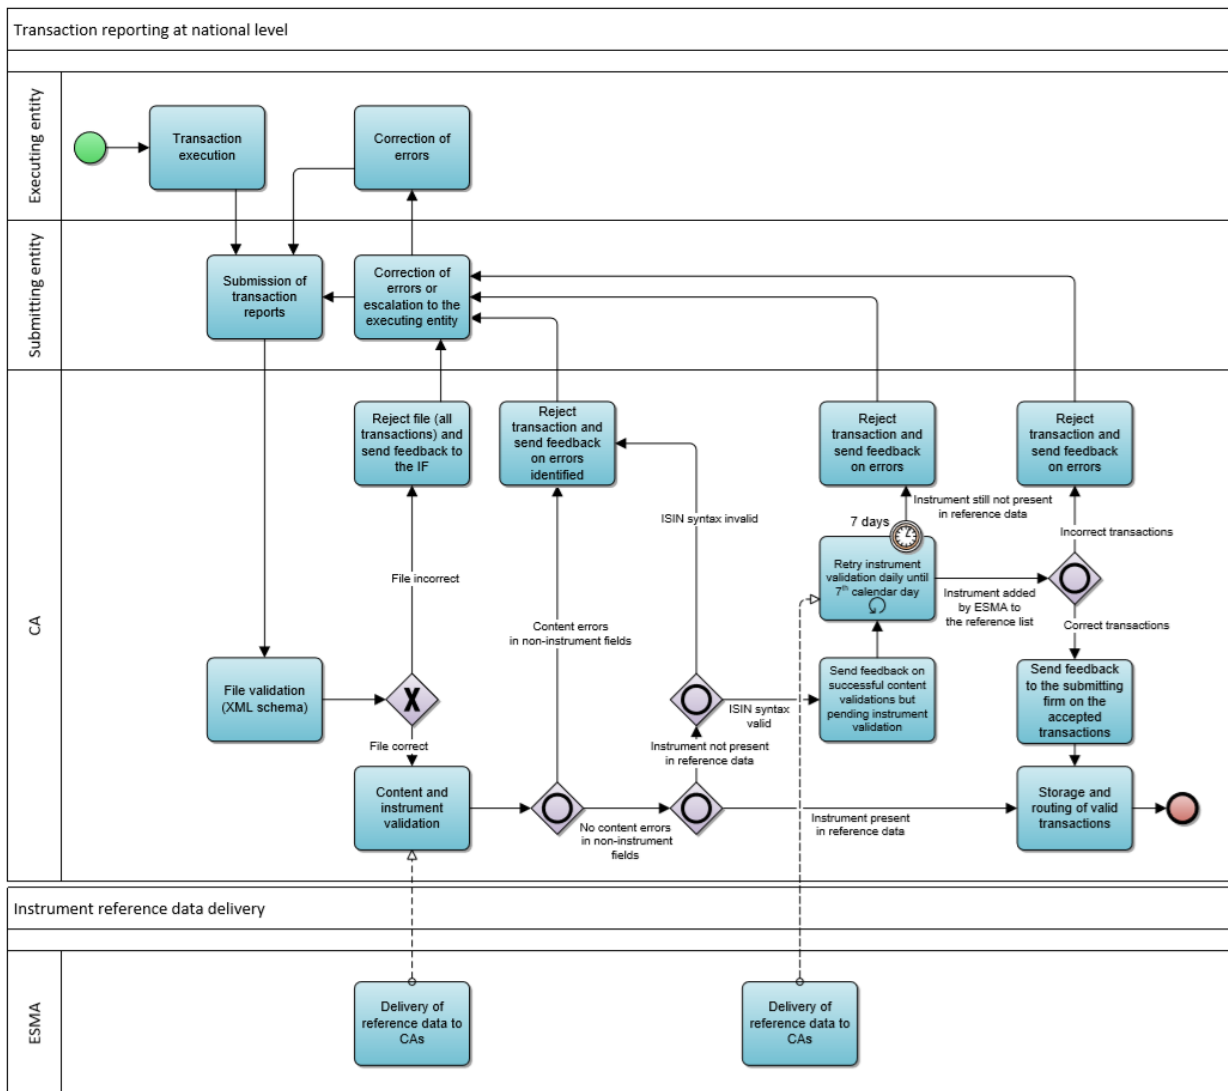 Transaction reporting at national level
Executing entity
Transaction
execution
Correction of
errors
Submitting entity
Submission of
transaction
reports
Correction of
errors or
escalation to the
executing entity
CA
Reject file (all
transactions) and
send feedback to
the IF
Reject
transaction and
send feedback
on errors
identified
Reject
transaction and
send feedback
on errors
Reject
transaction and
send feedback
on errors
Instrument still not present
in reference data
7 days
ISIN syntax invalid
Incorrect transactions
Retry instrument
validation daily until
7th calendar day
File incorrect
Instrument added
by ESMA to
the reference list
Content errors
in non-instrument fields
Correct transactions
File validation
(XML schema)
X
Send feedback on
successful content
validations but
pending instrument
validation
Send feedback
to the submitting
firm on the
accepted
transactions
ISIN syntax
valid
File correct
Instrument not present
in reference data
Content and
instrument
validation
Storage and
routing of valid
transactions
No content errors
in non-instrument
fields
Instrument present
in reference data
Instrument reference data delivery
ESMA
Delivery of
reference data to
CAs
Delivery of
reference data to
CAs